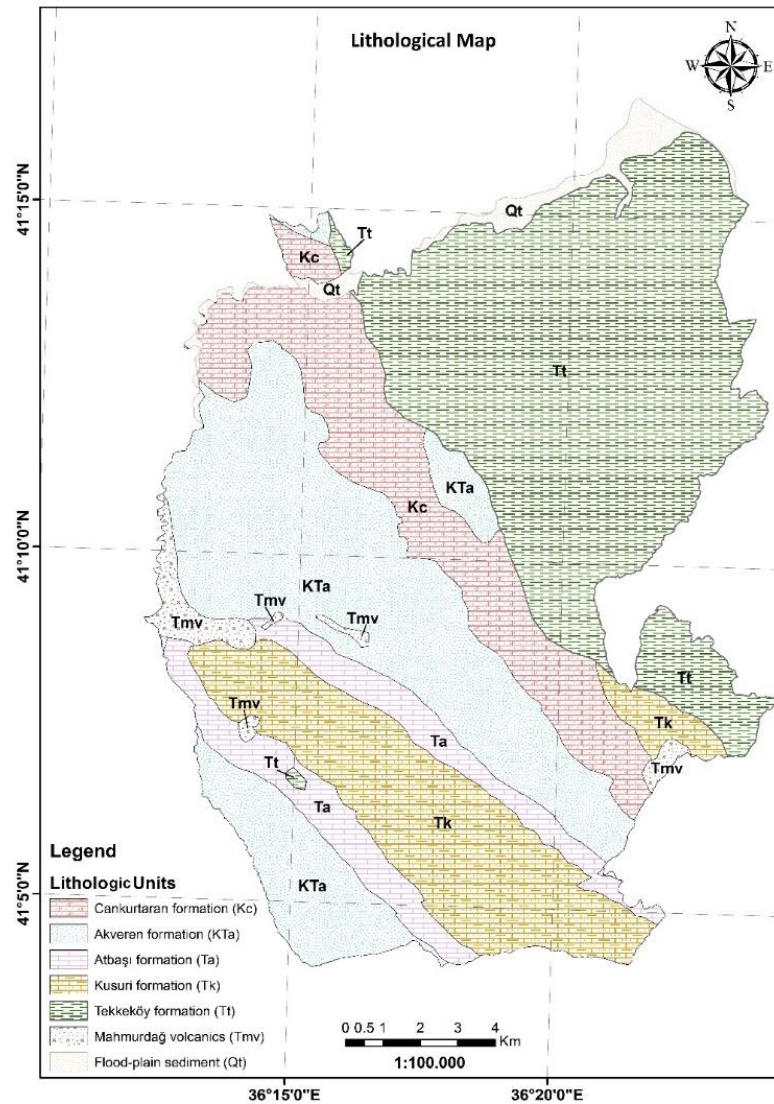 Lithological Map
N
W E
S
41°15'0"N
Qt
Tt
Kc
Qt
Tt
KTa
Kc
41°10'0"N
KTa
Tmv
Tmv
Tmv
Tt
Tmv
Tk
Ta
Tmv
Tt
Ta
Tk
KTa
41°5'0"N
Legend
Lithologic Units
Cankurtaran formation (Kc)
Akveren formation (KTa)
Atbaşı formation (Ta)
Kusuri formation (Tk)
Tekkeköy formation (Tt)
Mahmurdağ volcanics (Tmv)
Flood-plain sediment (Qt)
0 0.5 1 2 3 4
Km
1:100.000
36°15'0"E 36°20'0"E